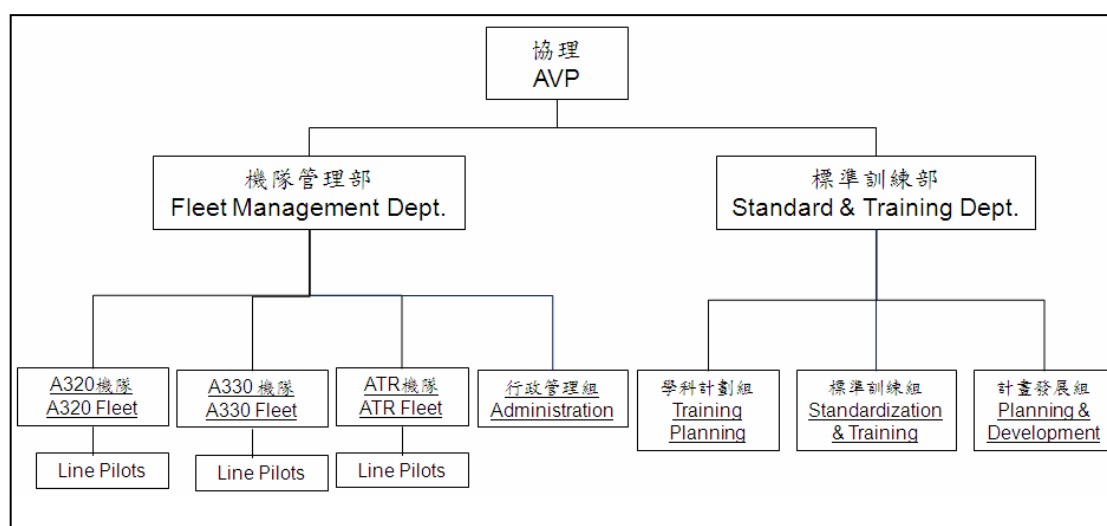 協理
AVP
機隊管理部
Fleet Management Dept.
標準訓練部
Standard & Training Dept.
A320機隊
A320 Fleet
A330 機隊
A330 Fleet
ATR機隊
ATR Fleet
行政管理組
Administration
學科計劃組
Training
Planning
標準訓練組
Standardization
& Training
計畫發展組
Planning &
Development
Line Pilots
Line Pilots
Line Pilots